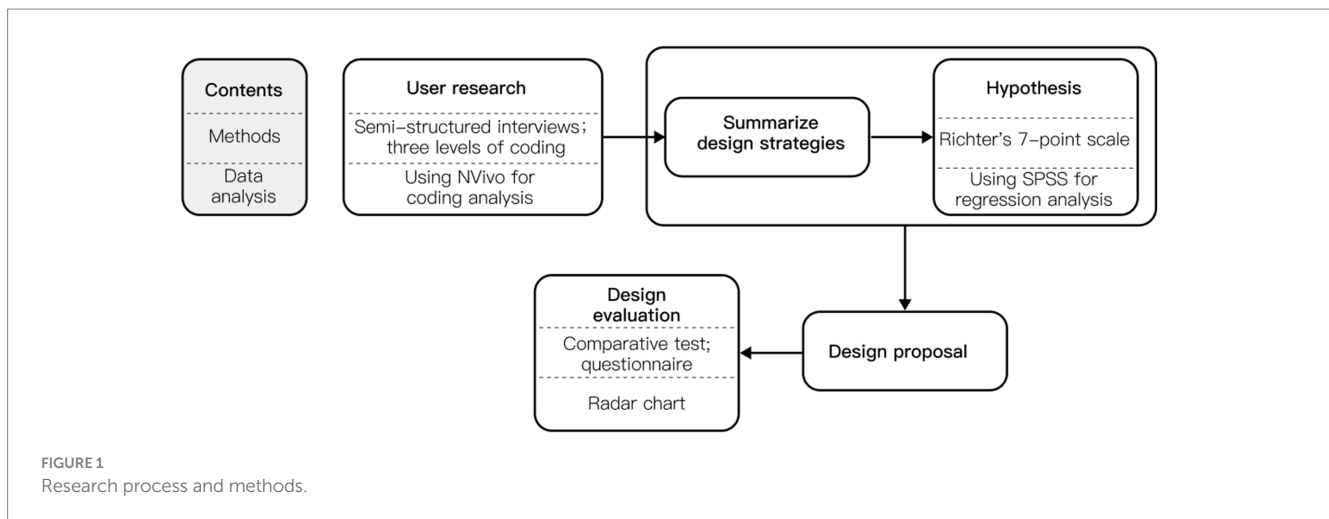 Contents
Methods
Data
analysis
User research
Semi-structured interviews;
three levels of coding
Using NVivo for
coding analysis
Summarize
design strategies
Hypothesis
Richter's 7-point scale
Using SPSS for
regression analysis
Design
evaluation
Comparative test;
questionnaire
Radar chart
Design proposal
FIGURE 1
Research process and methods.